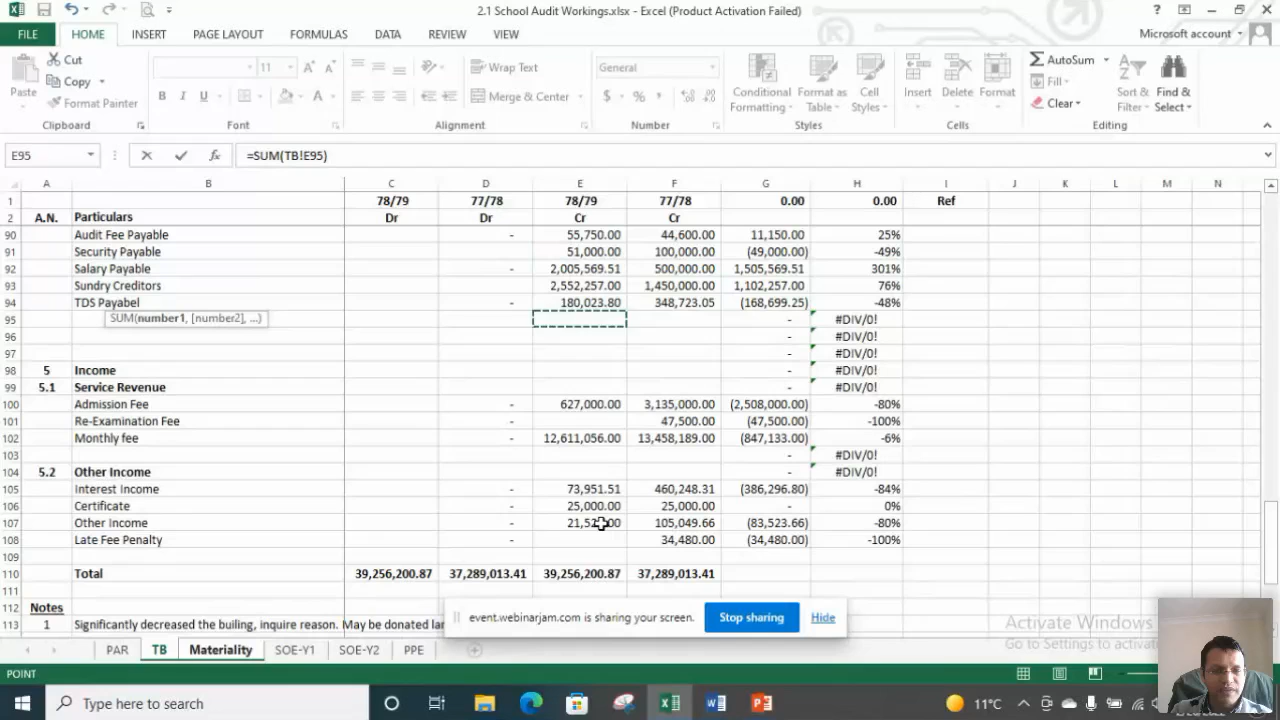 2.1 School Audit Workings.xlsx - Excel (Product Activation Failed)
FILE HOME INSERT PAGE LAYOUT FORMULAS DATA REVIEW VIEW Microsoft account
Cut
Copy
Format Painter
Paste
Clipboard
11
B I U
Font
Wrap Text
Merge & Center
Alignment
General
$ % ,
Number
Conditional Formatting
Format as Table
Cell Styles
Styles
Insert Delete Format
Cells
AutoSum
Fill
Clear
Sort & Filter
Find & Select
Editing
E95 fx =SUM(TB!E95)
A B C D E F G H I J K L M N
1 78/79 77/78 78/79 77/78 0.00 0.00 Ref
2 A.N. Particulars Dr Dr Cr Cr
90 Audit Fee Payable - 55,750.00 44,600.00 11,150.00 25%
91 Security Payable 51,000.00 100,000.00 (49,000.00) -49%
92 Salary Payable - 2,005,569.51 500,000.00 1,505,569.51 301%
93 Sundry Creditors 2,552,257.00 1,450,000.00 1,102,257.00 76%
94 TDS Payabel - 180,023.80 348,723.05 (168,699.25) -48%
95 SUM(number1, [number2], ...) - #DIV/0!
96 - #DIV/0!
97 - #DIV/0!
98 5 Income - #DIV/0!
99 5.1 Service Revenue - #DIV/0!
100 Admission Fee - 627,000.00 3,135,000.00 (2,508,000.00) -80%
101 Re-Examination Fee - 47,500.00 (47,500.00) -100%
102 Monthly fee - 12,611,056.00 13,458,189.00 (847,133.00) -6%
103 - #DIV/0!
104 5.2 Other Income - #DIV/0!
105 Interest Income - 73,951.51 460,248.31 (386,296.80) -84%
106 Certificate - 25,000.00 25,000.00 - 0%
107 Other Income - 105,049.66 (83,523.66) -80%
108 Late Fee Penalty - 34,480.00 (34,480.00) -100%
109
110 Total 39,256,200.87 37,289,013.41 39,256,200.87 37,289,013.41
111
112 Notes
113 1 Significantly decreased the builing, inquire reason. May be donated lan
event.webinarjam.com is sharing your screen. Stop sharing Hide
Activate Windows
Go to Settings to activate
PAR TB Materiality SOE-Y1 SOE-Y2 PPE
POINT
Type here to search
11°C